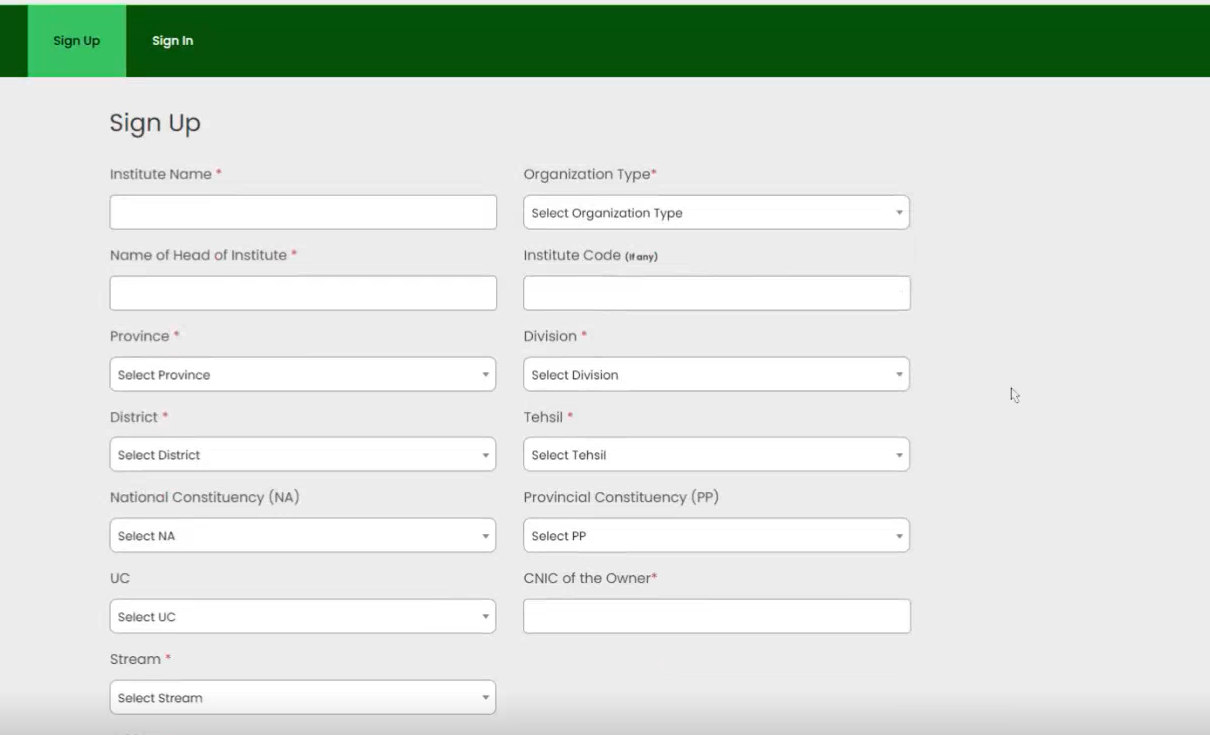 Sign Up Sign In
Sign Up
Institute Name * Organization Type*
Select Organization Type
Name of Head of Institute * Institute Code (If any)
Province * Division *
Select Province Select Division
District * Tehsil *
Select District Select Tehsil
National Constituency (NA) Provincial Constituency (PP)
Select NA Select PP
UC CNIC of the Owner*
Select UC
Stream *
Select Stream